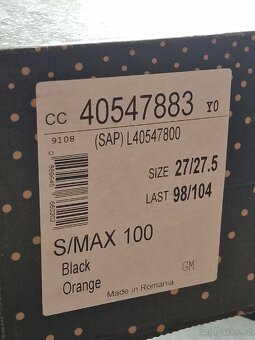 CC 40547883 Y0
9108
(SAP) L40547800
SIZE 27/27.5
LAST 98/104
S/MAX 100
Black
Orange
GM
Made in Romania